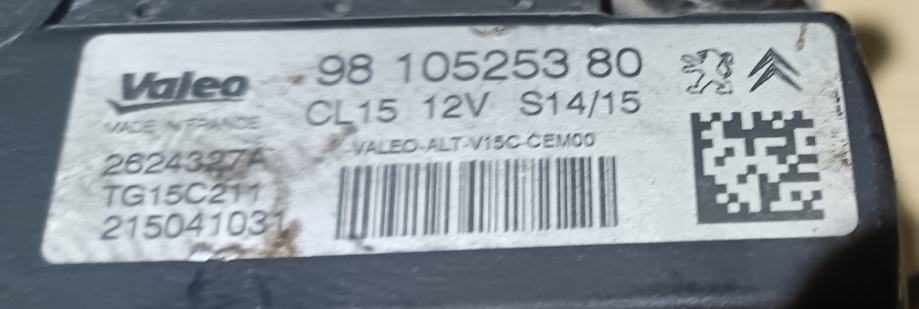 Valeo
MADE IN FRANCE
2624327A
TG15C211
215041031
98 105253 80
CL15 12V S14/15
VALEO-ALT-V15C-CEM00